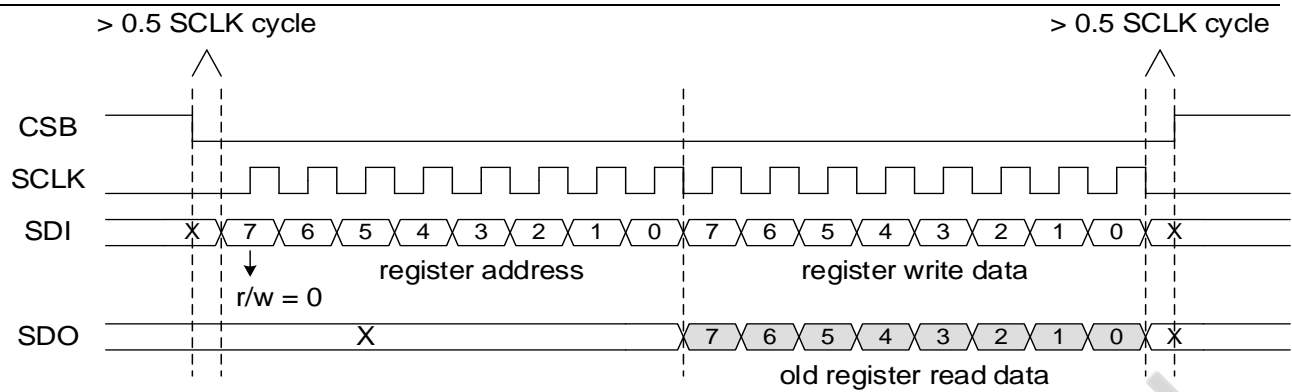 > 0.5 SCLK cycle > 0.5 SCLK cycle
CSB
SCLK
SDI X 7 6 5 4 3 2 1 0 7 6 5 4 3 2 1 0 X
register address register write data
r/w = 0
SDO X 7 6 5 4 3 2 1 0 X
old register read data